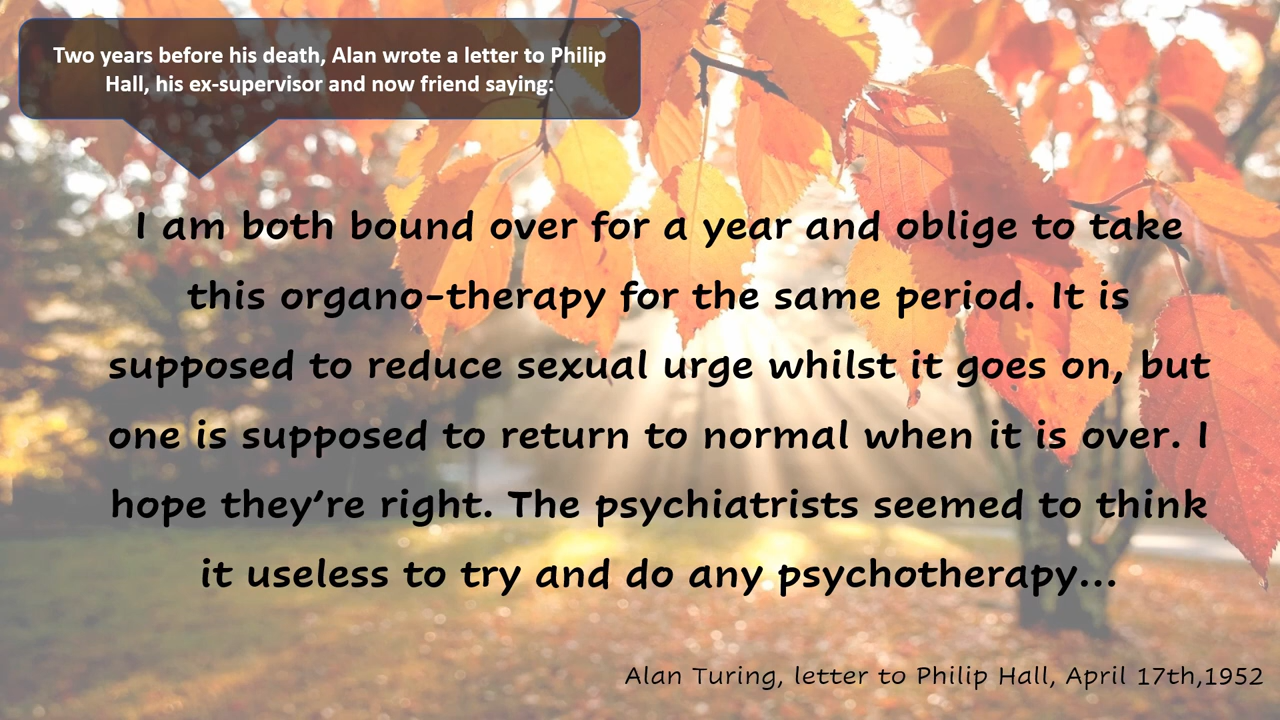 Two years before his death, Alan wrote a letter to Philip
Hall, his ex-supervisor and now friend saying:
I am both bound over for a year and oblige to take
this organo-therapy for the same period. It is
supposed to reduce sexual urge whilst it goes on, but
one is supposed to return to normal when it is over. I
hope they’re right. The psychiatrists seemed to think
it useless to try and do any psychotherapy...
Alan Turing, letter to Philip Hall, April 17th,1952